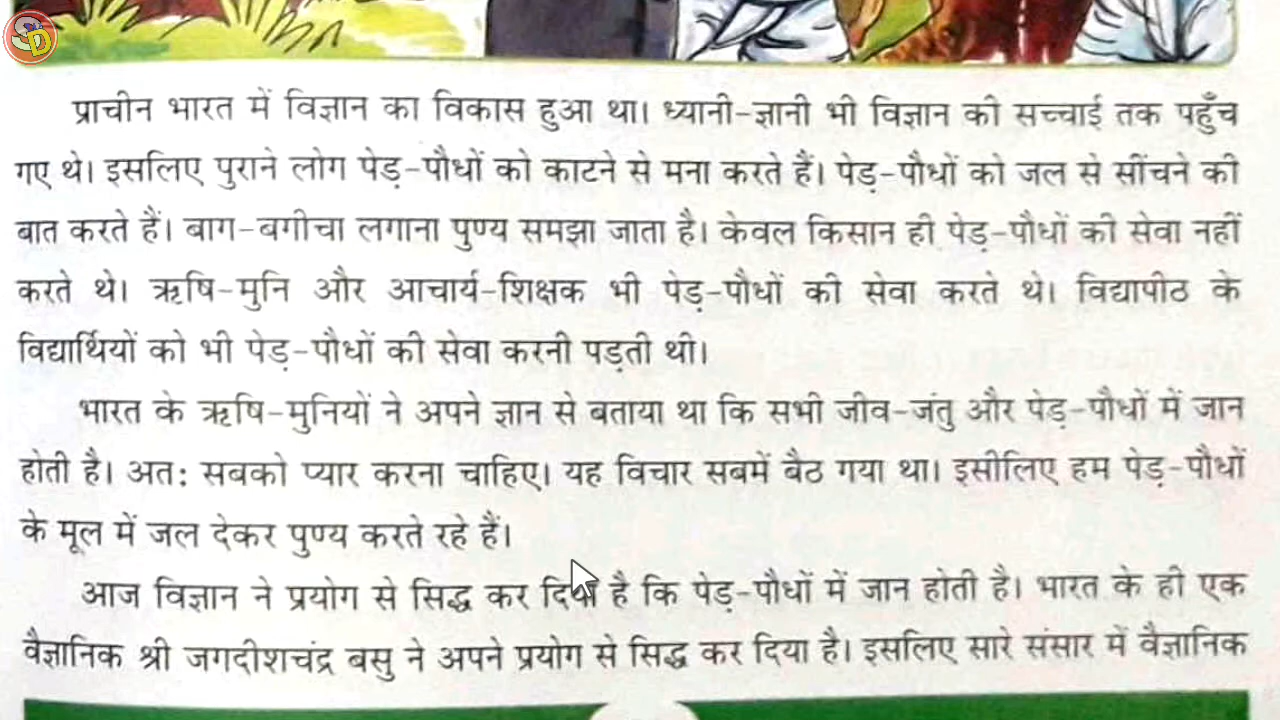 SD
प्राचीन भारत में विज्ञान का विकास हुआ था। ध्यानी-ज्ञानी भी विज्ञान की सच्चाई तक पहुँच
गए थे। इसलिए पुराने लोग पेड़-पौधों को काटने से मना करते हैं। पेड़-पौधों को जल से सींचने की
बात करते हैं। बाग-बगीचा लगाना पुण्य समझा जाता है। केवल किसान ही पेड़-पौधों की सेवा नहीं
करते थे। ऋषि-मुनि और आचार्य-शिक्षक भी पेड़-पौधों की सेवा करते थे। विद्यापीठ के
विद्यार्थियों को भी पेड़-पौधों की सेवा करनी पड़ती थी।
भारत के ऋषि-मुनियों ने अपने ज्ञान से बताया था कि सभी जीव-जंतु और पेड़-पौधों में जान
होती है। अतः सबको प्यार करना चाहिए। यह विचार सबमें बैठ गया था। इसीलिए हम पेड़-पौधों
के मूल में जल देकर पुण्य करते रहे हैं।
आज विज्ञान ने प्रयोग से सिद्ध कर दिया है कि पेड़-पौधों में जान होती है। भारत के ही एक
वैज्ञानिक श्री जगदीशचंद्र बसु ने अपने प्रयोग से सिद्ध कर दिया है। इसलिए सारे संसार में वैज्ञानिक